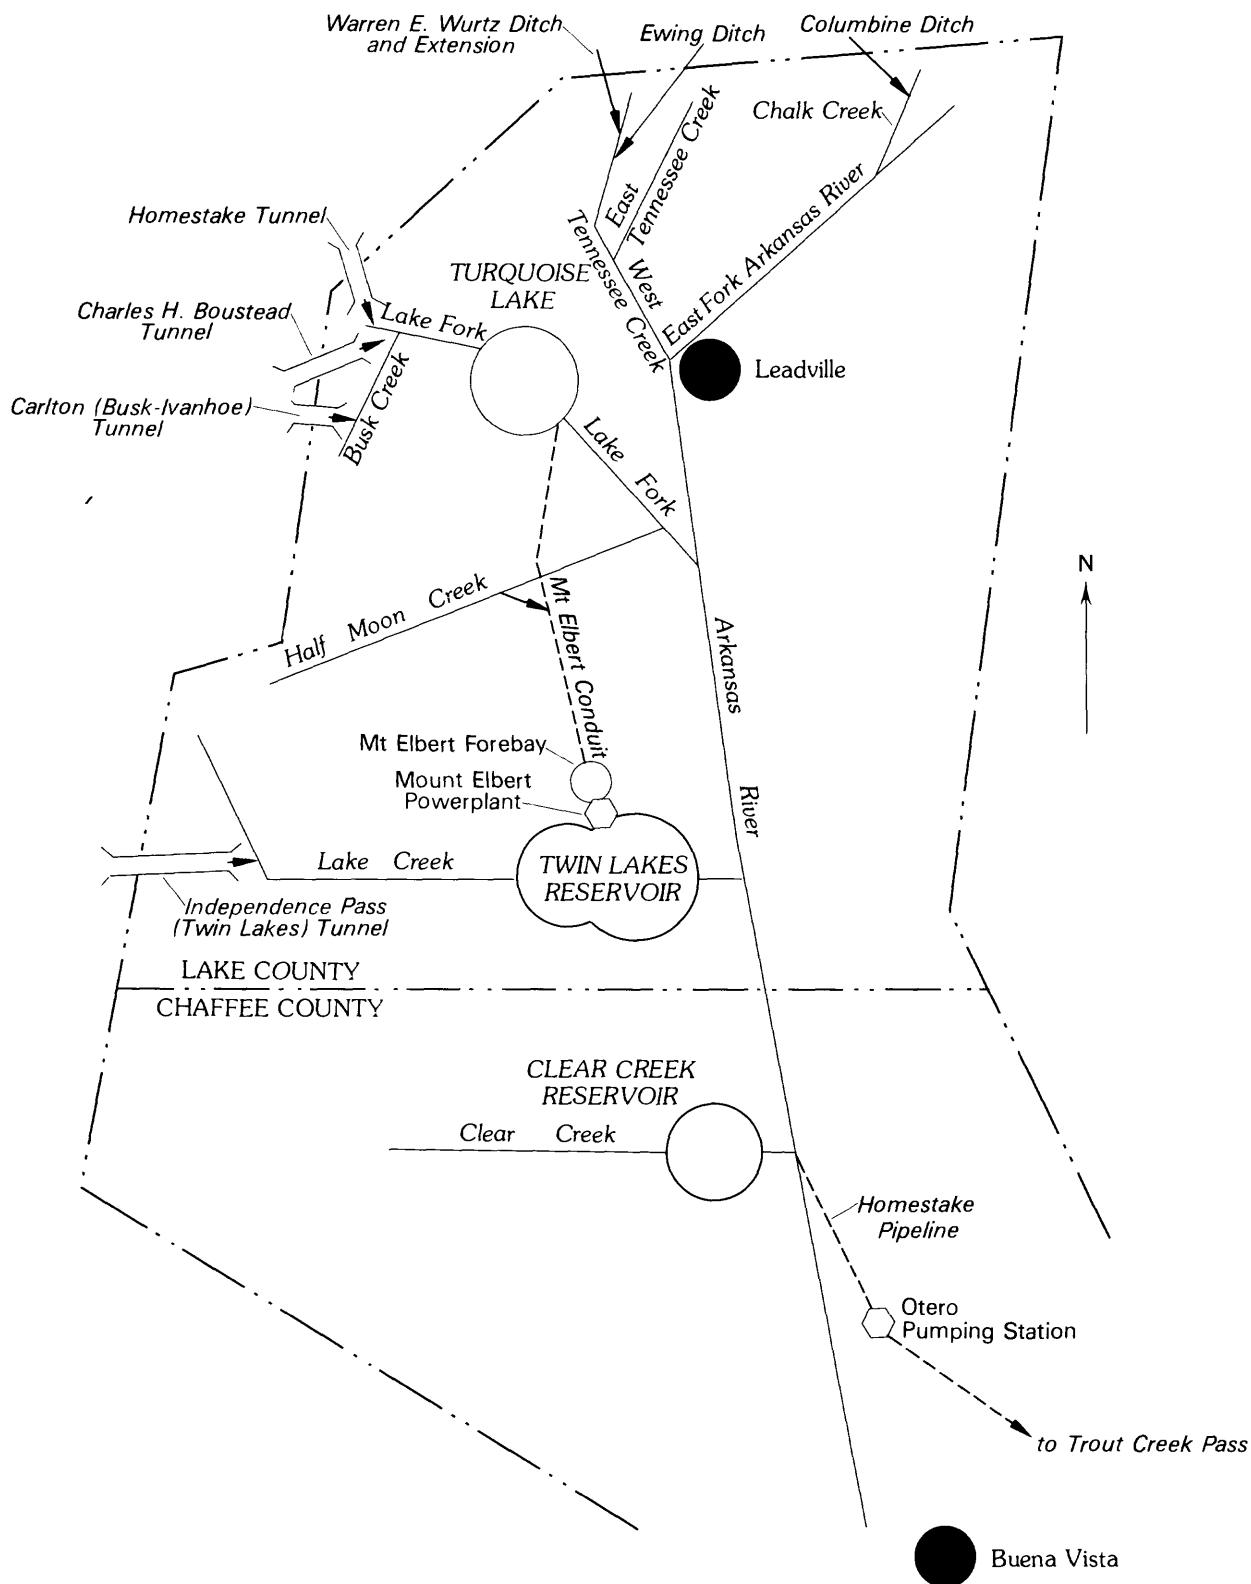 Warren E. Wurtz Ditch
and Extension
Ewing Ditch
Columbine Ditch
Chalk Creek
East
Tennessee Creek
Homestake Tunnel
West
Tennessee Creek
East Fork Arkansas River
TURQUOISE
LAKE
Charles H. Boustead
Tunnel
Lake Fork
Leadville
Carlton (Busk-Ivanhoe)
Tunnel
Busk Creek
Lake Fork
N
Half Moon Creek
Mt Elbert Conduit
Arkansas River
Mt Elbert Forebay
Mount Elbert
Powerplant
Lake Creek
TWIN LAKES
RESERVOIR
Independence Pass
(Twin Lakes) Tunnel
LAKE COUNTY
CHAFFEE COUNTY
CLEAR CREEK
RESERVOIR
Clear Creek
Homestake
Pipeline
Otero
Pumping Station
to Trout Creek Pass
Buena Vista